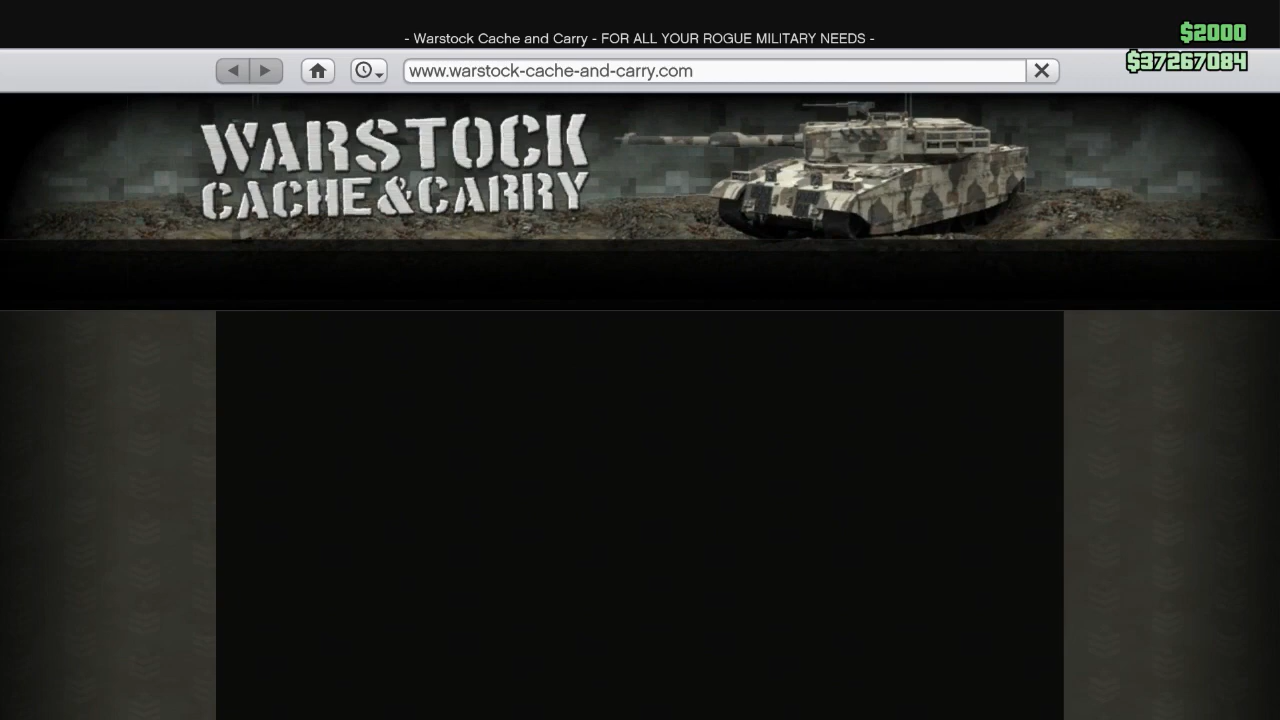 - Warstock Cache and Carry - FOR ALL YOUR ROGUE MILITARY NEEDS -
$2000
$37267084
www.warstock-cache-and-carry.com
WARSTOCK
CACHE&CARRY